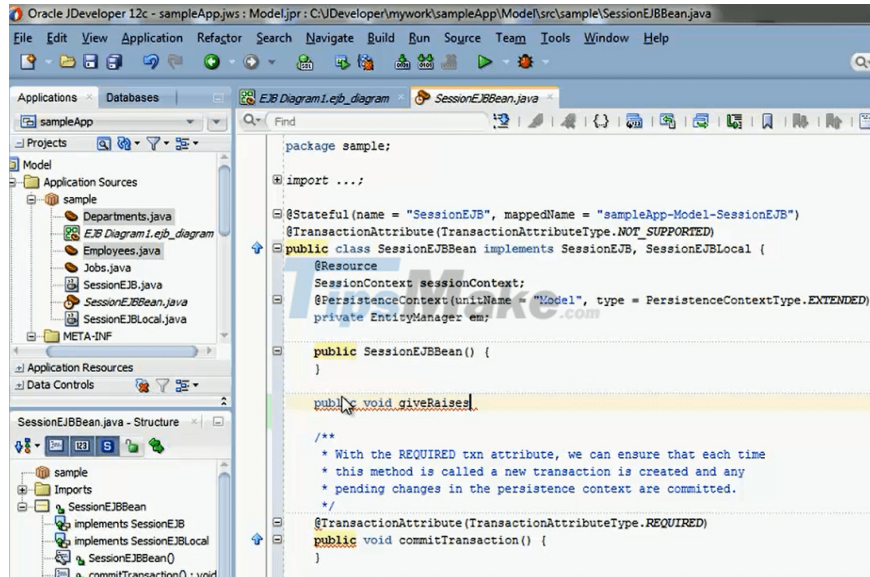 Oracle JDeveloper 12c - sampleApp.jws : Model.jpr : C:\JDeveloper\mywork\sampleApp\Model\src\sample\SessionEJBBean.java
File Edit View Application Refactor Search Navigate Build Run Source Team Tools Window Help
Applications Databases
EJB Diagram1.ejb_diagram SessionEJBBean.java
sampleApp
Find
Projects
Model
Application Sources
sample
Departments.java
EJB Diagram1.ejb_diagram
Employees.java
Jobs.java
SessionEJB.java
SessionEJBBean.java
SessionEJBLocal.java
META-INF
Application Resources
Data Controls
SessionEJBBean.java - Structure
sample
Imports
SessionEJBBean
implements SessionEJB
implements SessionEJBLocal
SessionEJBBean()
commitTransaction() : void
package sample;
import ...;
@Stateful(name = "SessionEJB", mappedName = "sampleApp-Model-SessionEJB")
@TransactionAttribute(TransactionAttributeType.NOT_SUPPORTED)
public class SessionEJBBean implements SessionEJB, SessionEJBLocal {
@Resource
SessionContext sessionContext;
@PersistenceContext(unitName = "Model", type = PersistenceContextType.EXTENDED)
private EntityManager em;
TipsMake.com
public SessionEJBBean() {
}
public void giveRaises
/**
* With the REQUIRED txn attribute, we can ensure that each time
* this method is called a new transaction is created and any
* pending changes in the persistence context are committed.
*/
@TransactionAttribute(TransactionAttributeType.REQUIRED)
public void commitTransaction() {
}